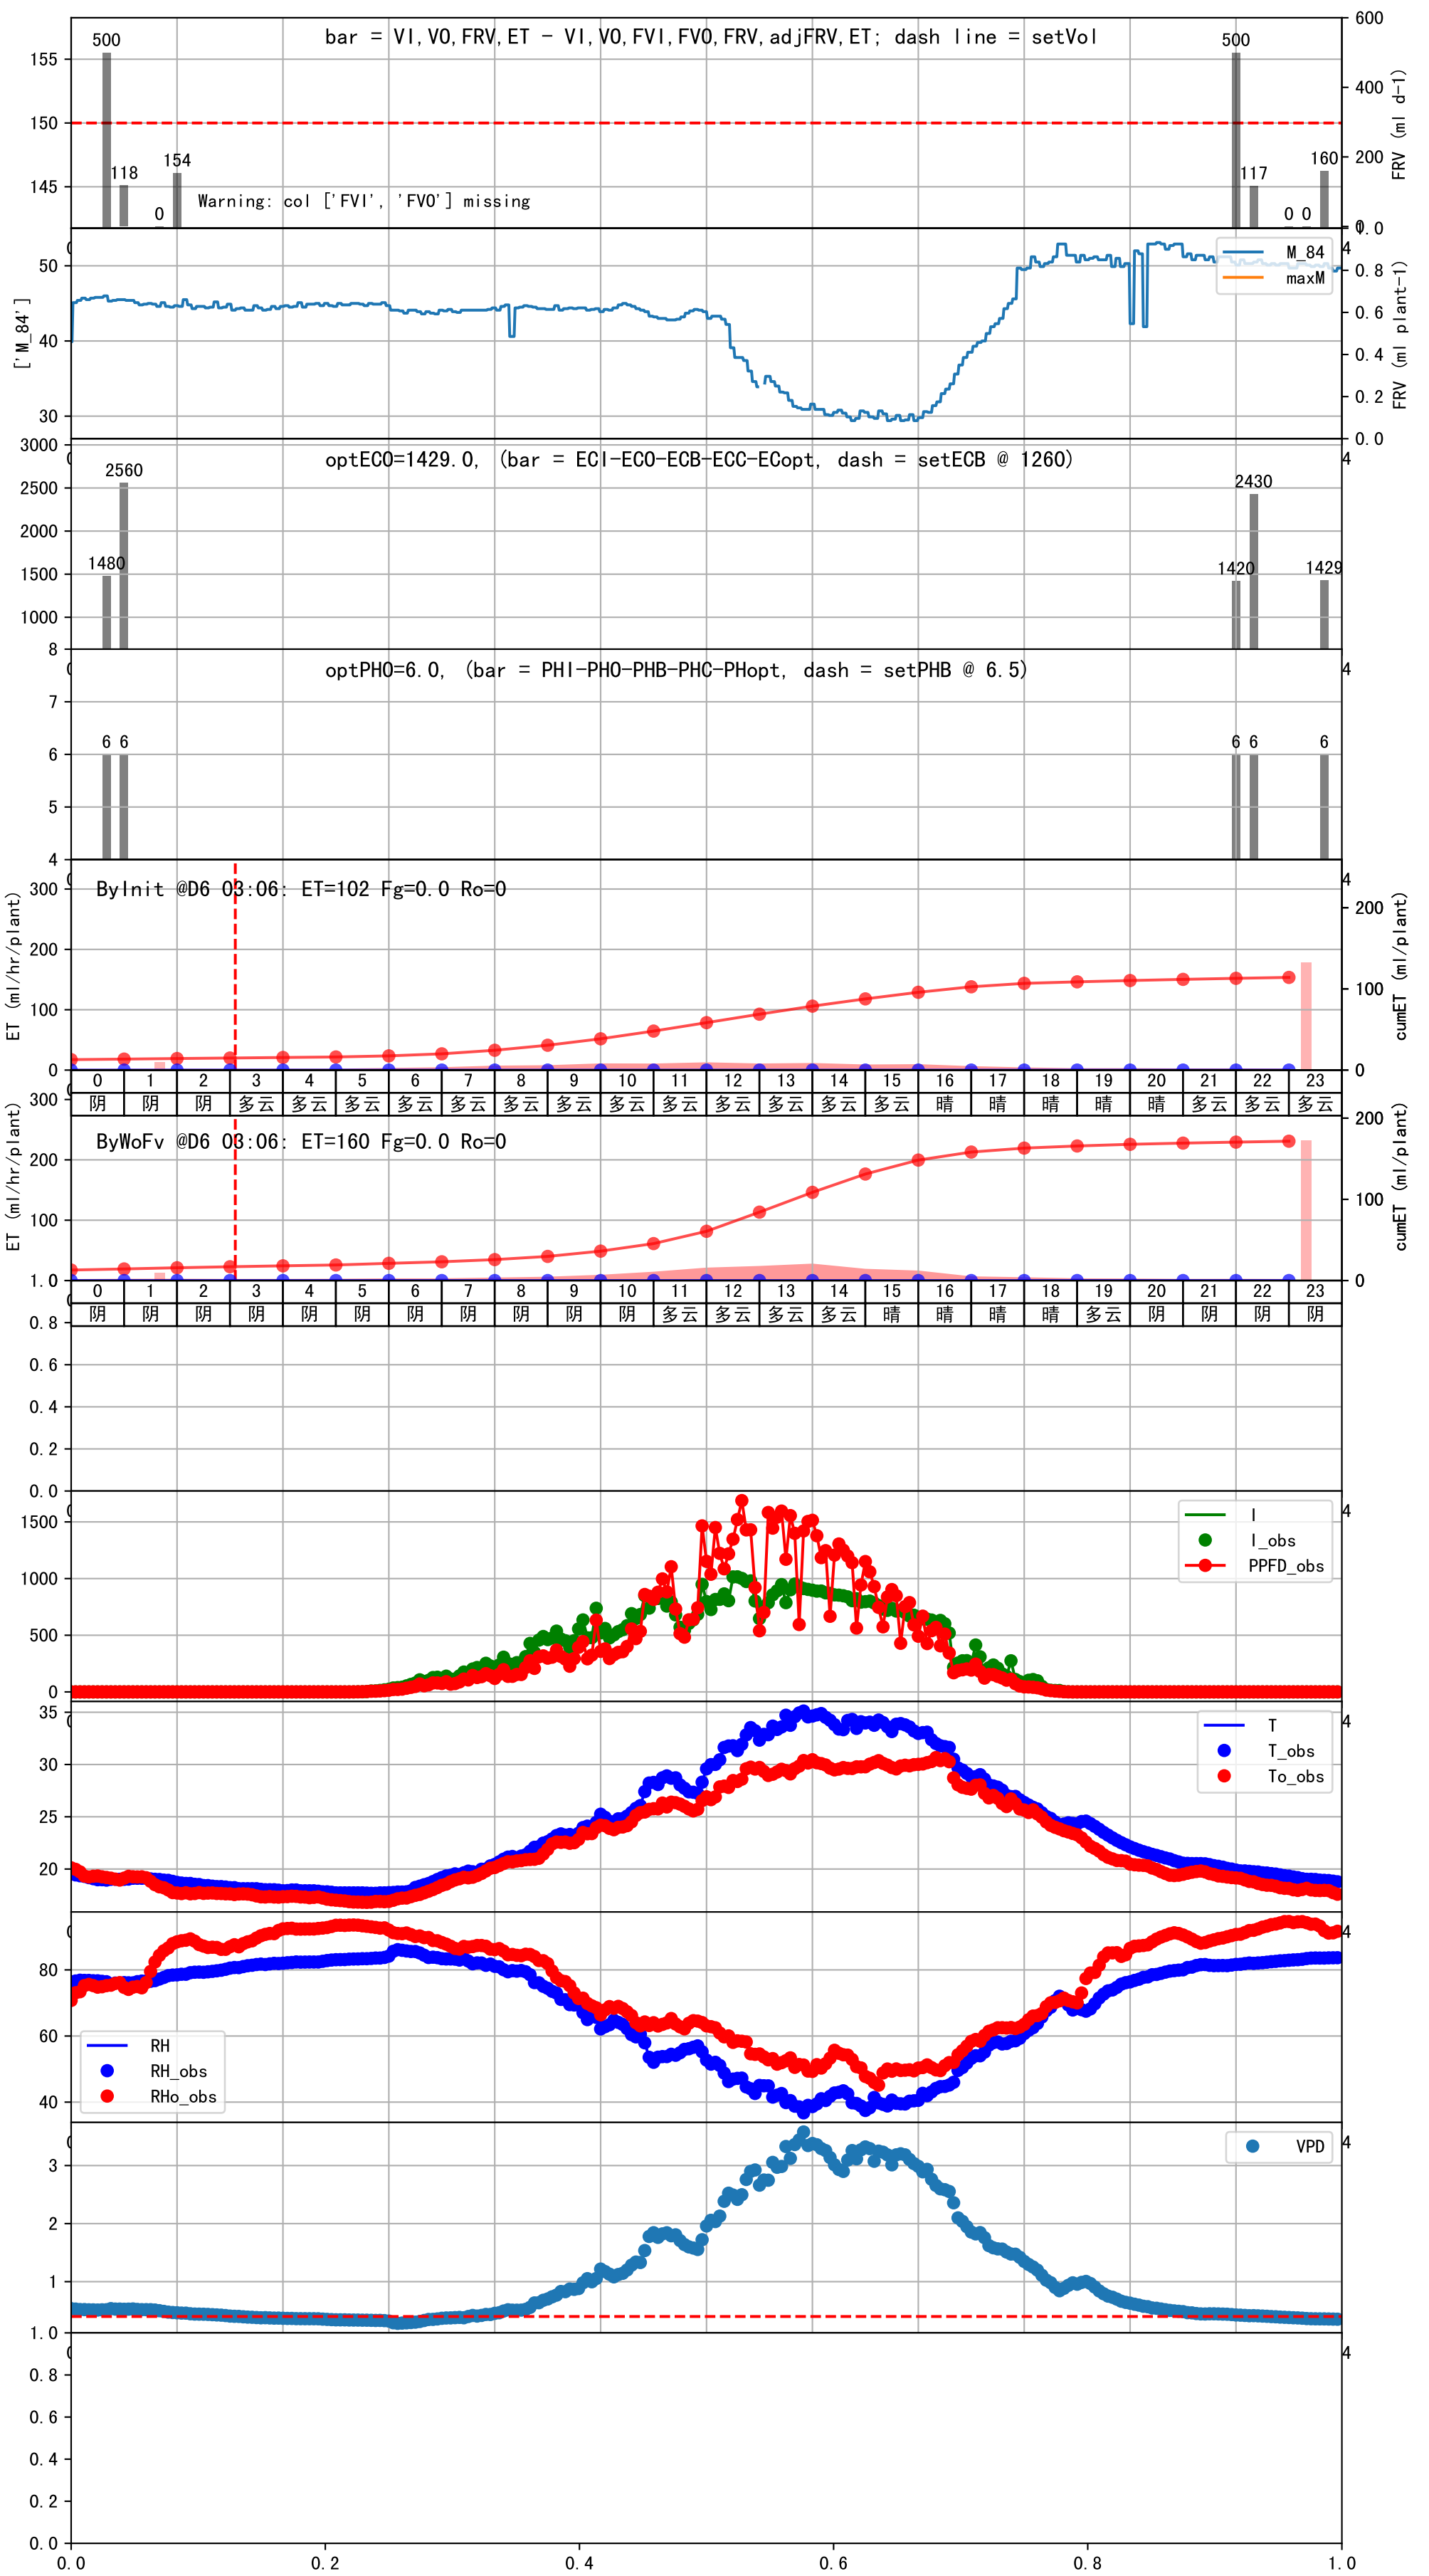 bar = VI,VO,FRV,ET - VI,VO,FVI,FVO,FRV,adjFRV,ET; dash line = setVol
500
118
0
154
500
117
0 0
160
Warning: col ['FVI', 'FVO'] missing
155
150
145
600
400
200
0
FRV (ml d-1)
['M_84']
50
40
30
M_84
maxM
1.0
0.8
0.6
0.4
0.2
0.0
FRV (ml plant-1)
optECO=1429.0, (bar = ECI-ECO-ECB-ECC-ECopt, dash = setECB @ 1260)
3000
2500
2000
1500
1000
1480
2560
1420
2430
1429
optPHO=6.0, (bar = PHI-PHO-PHB-PHC-PHopt, dash = setPHB @ 6.5)
8
7
6
5
4
6 6
6 6
6
ByInit @D6 03:06: ET=102 Fg=0.0 Ro=0
ET (ml/hr/plant)
300
200
100
0
200
100
0
cumET (ml/plant)
0 1 2 3 4 5 6 7 8 9 10 11 12 13 14 15 16 17 18 19 20 21 22 23
阴 阴 阴 多云 多云 多云 多云 多云 多云 多云 多云 多云 多云 多云 多云 多云 晴 晴 晴 晴 晴 多云 多云 多云
ByWoFv @D6 03:06: ET=160 Fg=0.0 Ro=0
ET (ml/hr/plant)
300
200
100
200
100
0
cumET (ml/plant)
0 1 2 3 4 5 6 7 8 9 10 11 12 13 14 15 16 17 18 19 20 21 22 23
阴 阴 阴 阴 阴 阴 阴 阴 阴 阴 阴 多云 多云 多云 多云 晴 晴 晴 晴 多云 阴 阴 阴 阴
1.0
0.8
0.6
0.4
0.2
0.0
1500
1000
500
0
I
I_obs
PPFD_obs
35
30
25
20
T
T_obs
To_obs
80
60
40
RH
RH_obs
RHo_obs
3
2
1
VPD
1.0
0.8
0.6
0.4
0.2
0.0
0.0 0.2 0.4 0.6 0.8 1.0